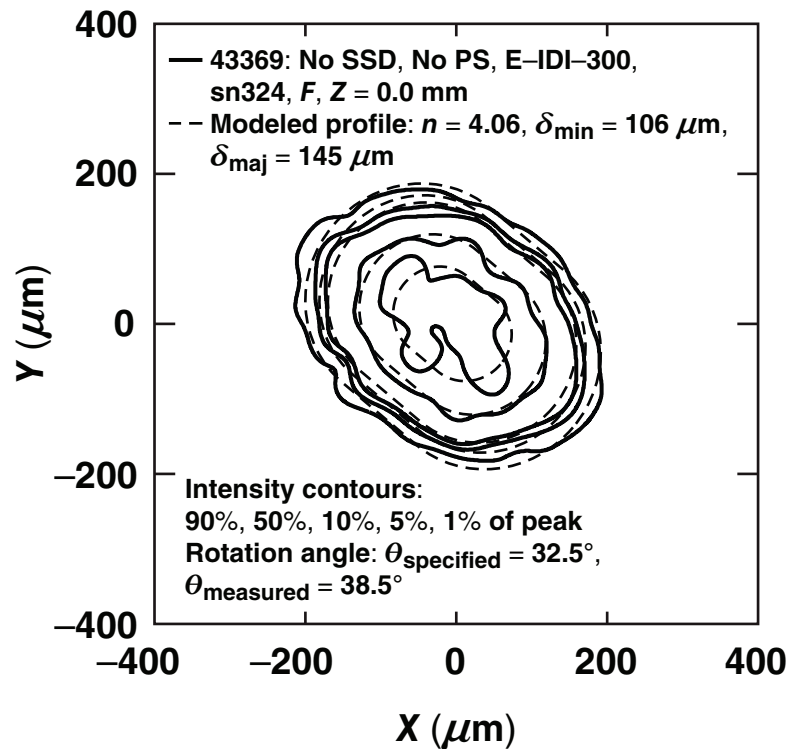 400
43369: No SSD, No PS, E–IDI–300,
sn324, F, Z = 0.0 mm
Modeled profile: n = 4.06, δmin = 106 μm,
δmaj = 145 μm
200
Y (μm)
0
–200
Intensity contours:
90%, 50%, 10%, 5%, 1% of peak
Rotation angle: θspecified = 32.5°,
θmeasured = 38.5°
–400
–400 –200 0 200 400
X (μm)